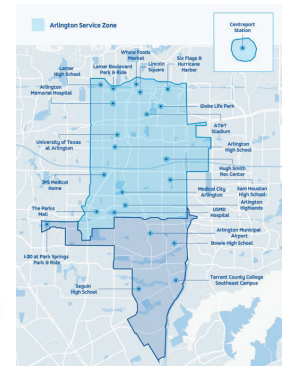 Arlington Service Zone
Centreport
Station
Whole Foods
Market
Lamar Boulevard
Park & Ride
Lincoln
Square
Six Flags &
Hurricane
Harbor
Lamar
High School
Arlington
Memorial Hospital
Globe Life Park
AT&T
Stadium
University of Texas
at Arlington
Arlington
High School
Hugh Smith
Rec Center
JPS Medical
Home
Medical City
Arlington
Sam Houston
High School
Arlington
Highlands
The Parks
Mall
USMD
Hospital
Arlington Municipal
Airport
Bowie High School
I-20 at Park Springs
Park & Ride
Seguin
High School
Tarrant County College
Southeast Campus